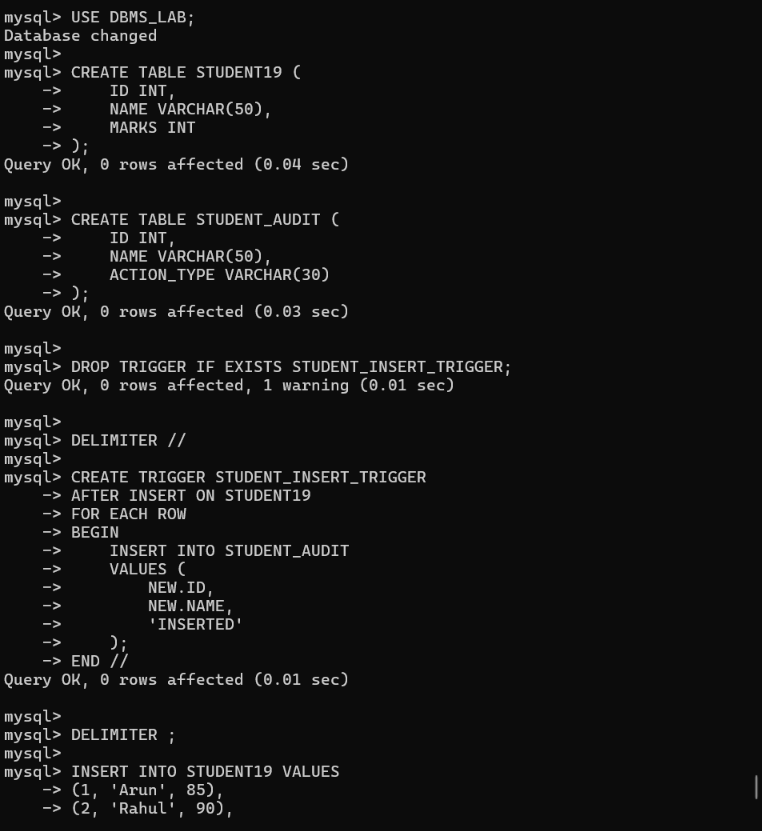 mysql> USE DBMS_LAB;
Database changed
mysql>
mysql> CREATE TABLE STUDENT19 (
    ->     ID INT,
    ->     NAME VARCHAR(50),
    ->     MARKS INT
    -> );
Query OK, 0 rows affected (0.04 sec)

mysql>
mysql> CREATE TABLE STUDENT_AUDIT (
    ->     ID INT,
    ->     NAME VARCHAR(50),
    ->     ACTION_TYPE VARCHAR(30)
    -> );
Query OK, 0 rows affected (0.03 sec)

mysql>
mysql> DROP TRIGGER IF EXISTS STUDENT_INSERT_TRIGGER;
Query OK, 0 rows affected, 1 warning (0.01 sec)

mysql>
mysql> DELIMITER //
mysql>
mysql> CREATE TRIGGER STUDENT_INSERT_TRIGGER
    -> AFTER INSERT ON STUDENT19
    -> FOR EACH ROW
    -> BEGIN
    ->     INSERT INTO STUDENT_AUDIT
    ->     VALUES (
    ->         NEW.ID,
    ->         NEW.NAME,
    ->         'INSERTED'
    ->     );
    -> END //
Query OK, 0 rows affected (0.01 sec)

mysql>
mysql> DELIMITER ;
mysql>
mysql> INSERT INTO STUDENT19 VALUES
    -> (1, 'Arun', 85),
    -> (2, 'Rahul', 90),